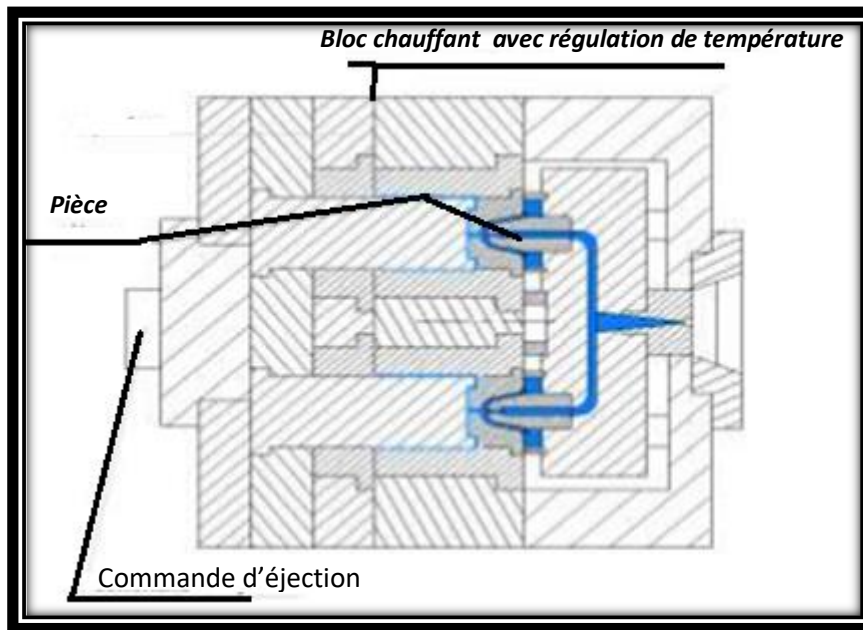 Bloc chauffant avec régulation de température
Pièce
Commande d’éjection